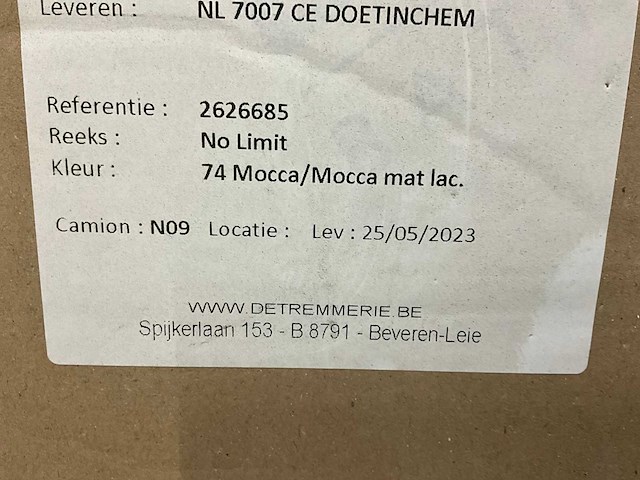 Leveren : NL 7007 CE DOETINCHEM
Referentie : 2626685
Reeks : No Limit
Kleur : 74 Mocca/Mocca mat lac.
Camion : N09 Locatie : Lev : 25/05/2023
WWW.DETREMMERIE.BE
Spijkerlaan 153 - B 8791 - Beveren-Leie